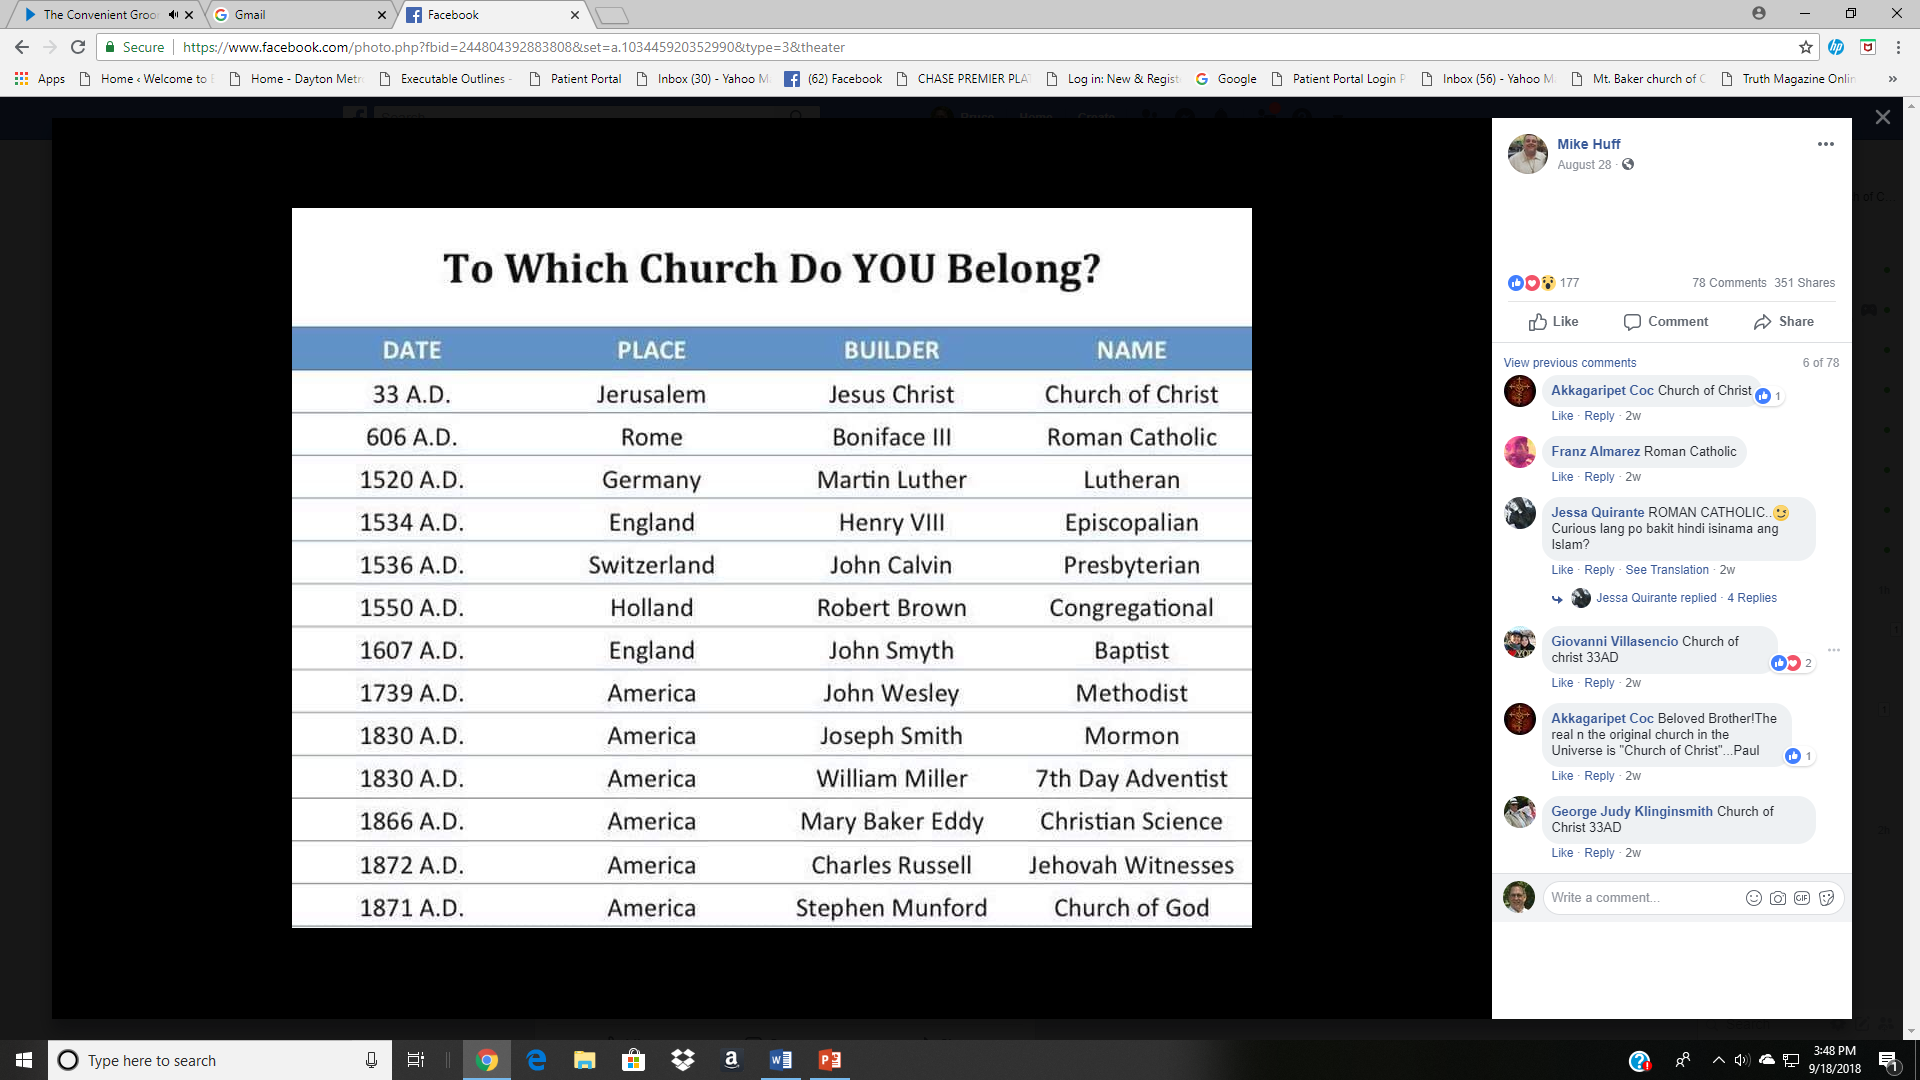 The Convenient Groo
Gmail
Facebook
Secure https://www.facebook.com/photo.php?fbid=244804392883808&set=a.103445920352990&type=3&theater
Apps Home ‹ Welcome to Home - Dayton Met Executable Outlines - Patient Portal Inbox (30) - Yahoo M (62) Facebook CHASE PREMIER PLA Log in: New & Regist Google Patient Portal Login P Inbox (56) - Yahoo M Mt. Baker church of C Truth Magazine Onlin »
To Which Church Do YOU Belong?
DATE PLACE BUILDER NAME
33 A.D. Jerusalem Jesus Christ Church of Christ
606 A.D. Rome Boniface III Roman Catholic
1520 A.D. Germany Martin Luther Lutheran
1534 A.D. England Henry VIII Episcopalian
1536 A.D. Switzerland John Calvin Presbyterian
1550 A.D. Holland Robert Brown Congregational
1607 A.D. England John Smyth Baptist
1739 A.D. America John Wesley Methodist
1830 A.D. America Joseph Smith Mormon
1830 A.D. America William Miller 7th Day Adventist
1866 A.D. America Mary Baker Eddy Christian Science
1872 A.D. America Charles Russell Jehovah Witnesses
1871 A.D. America Stephen Munford Church of God
Mike Huff
August 28 ·
177 78 Comments 351 Shares
Like Comment Share
View previous comments 6 of 78
Akkagaripet Coc Church of Christ
1
Like · Reply · 2w
Franz Almarez Roman Catholic
Like · Reply · 2w
Jessa Quirante ROMAN CATHOLIC..
Curious lang po bakit hindi isinama ang
Islam?
Like · Reply · See Translation · 2w
Jessa Quirante replied · 4 Replies
Giovanni Villasencio Church of
christ 33AD
2
Like · Reply · 2w
Akkagaripet Coc Beloved Brother!The
real n the original church in the
Universe is "Church of Christ"...Paul
1
Like · Reply · 2w
George Judy Klinginsmith Church of
Christ 33AD
Like · Reply · 2w
Write a comment...
GIF
Type here to search
3:48 PM
9/18/2018
1